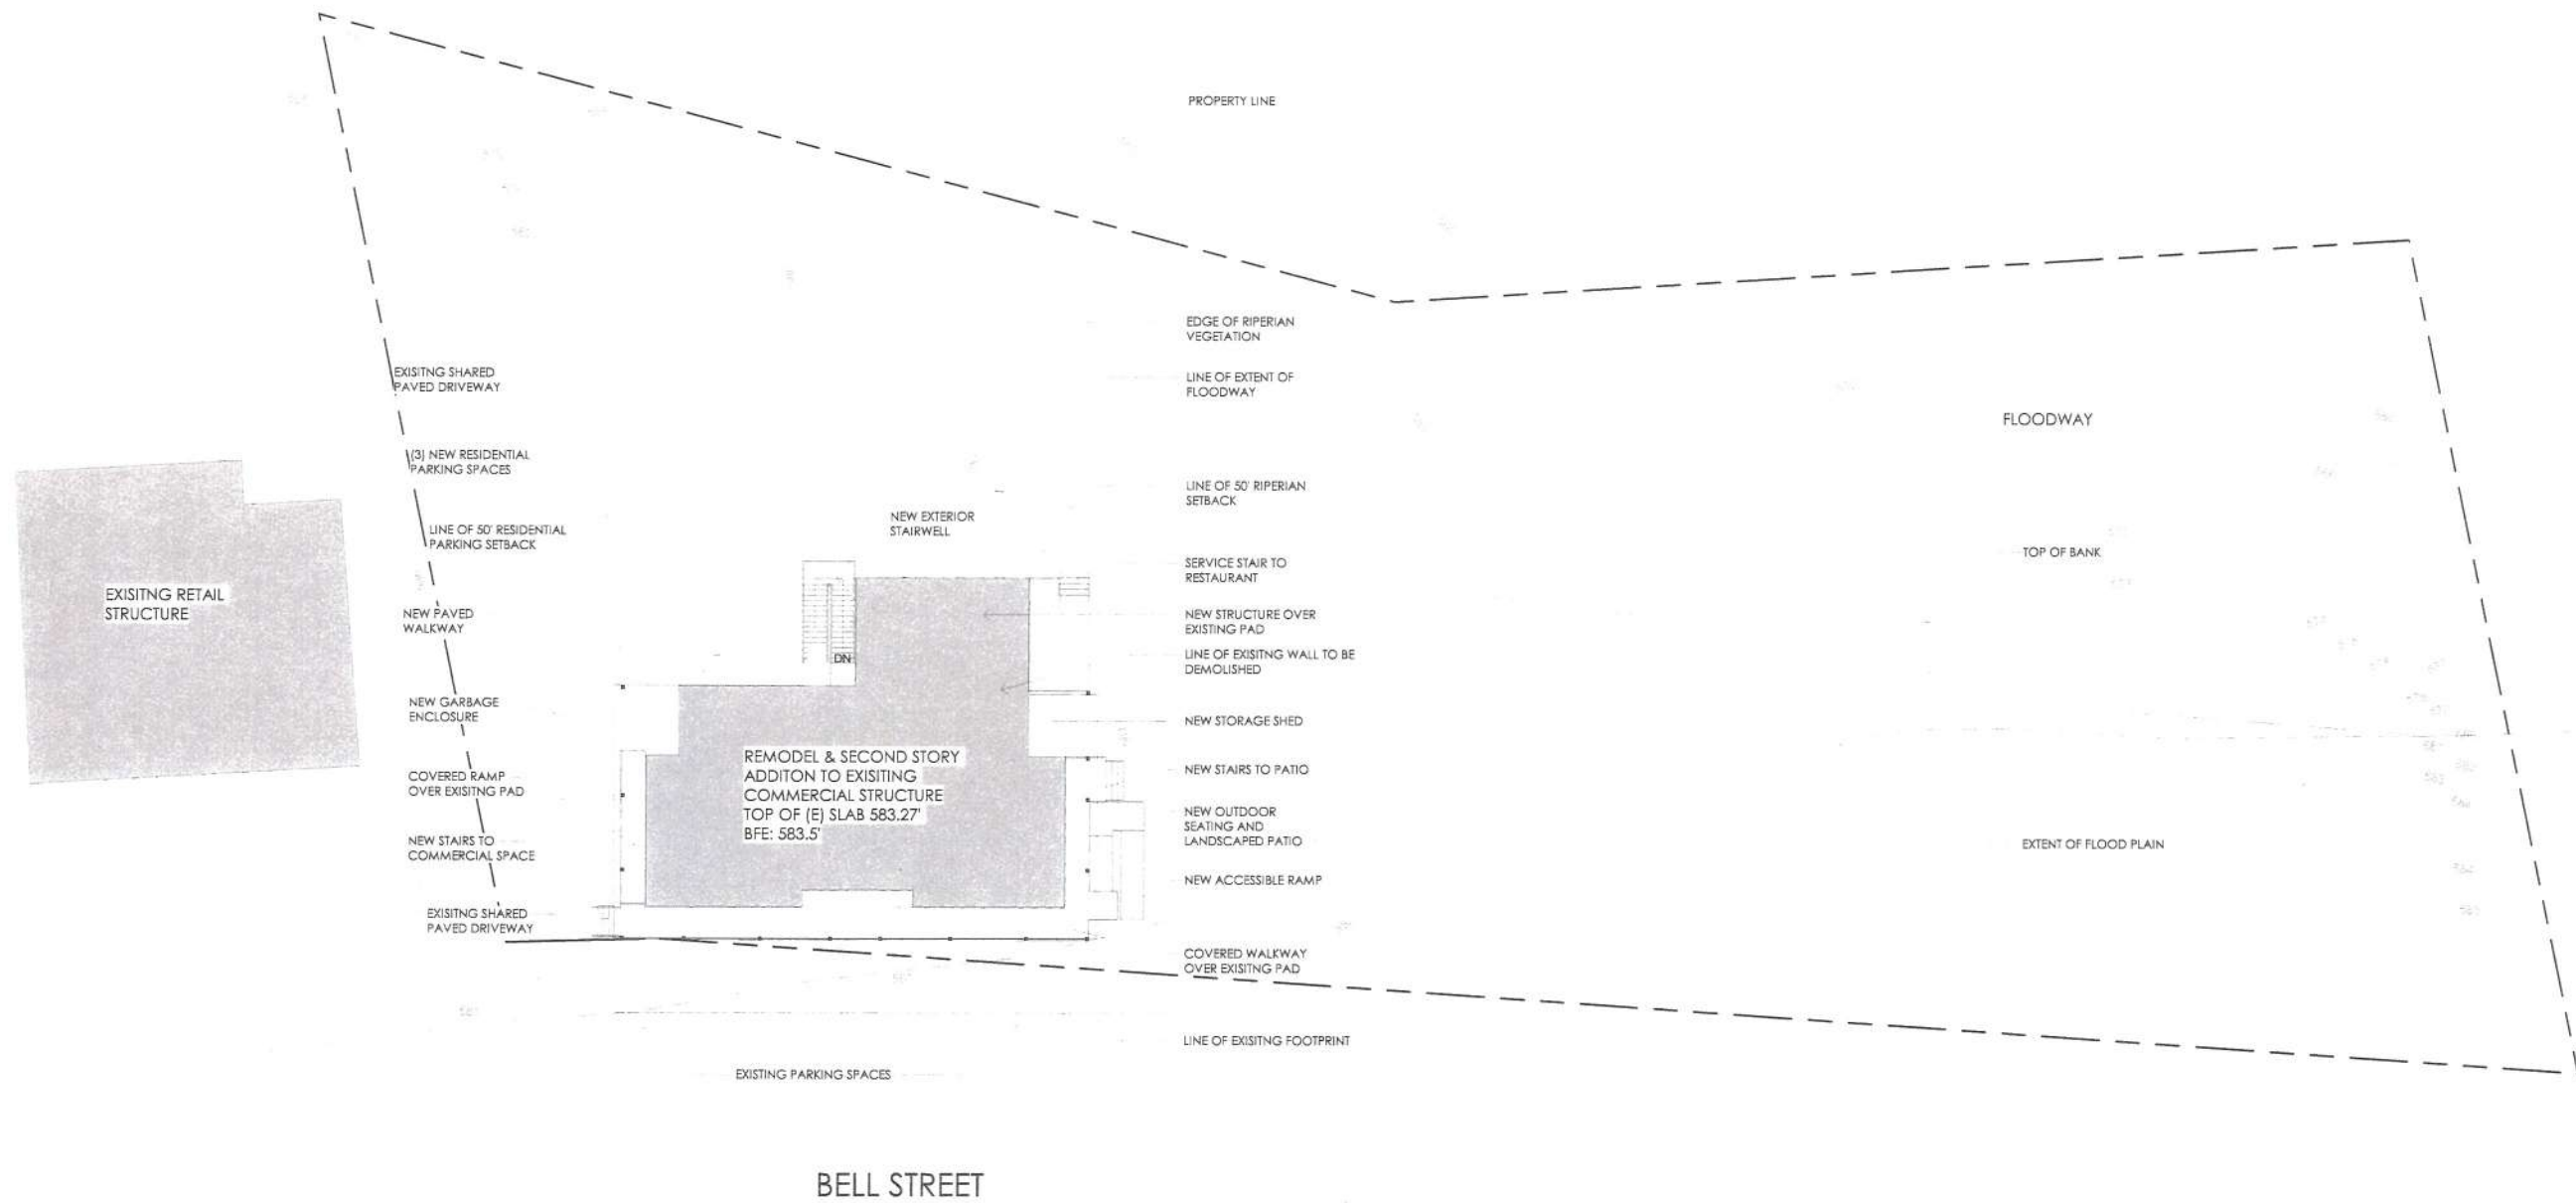 PROPERTY LINE
EDGE OF RIPERIAN
VEGETATION
LINE OF EXTENT OF
FLOODWAY
EXISITNG SHARED
PAVED DRIVEWAY
FLOODWAY
(3) NEW RESIDENTIAL
PARKING SPACES
LINE OF 50' RIPERIAN
SETBACK
NEW EXTERIOR
STAIRWELL
LINE OF 50' RESIDENTIAL
PARKING SETBACK
TOP OF BANK
SERVICE STAIR TO
RESTAURANT
EXISITNG RETAIL
STRUCTURE
NEW PAVED
WALKWAY
NEW STRUCTURE OVER
EXISTING PAD
DN
LINE OF EXISITNG WALL TO BE
DEMOLISHED
NEW GARBAGE
ENCLOSURE
NEW STORAGE SHED
REMODEL & SECOND STORY
ADDITON TO EXISITING
COMMERCIAL STRUCTURE
TOP OF (E) SLAB 583.27'
BFE: 583.5'
COVERED RAMP
OVER EXISITNG PAD
NEW STAIRS TO PATIO
NEW OUTDOOR
SEATING AND
LANDSCAPED PATIO
NEW STAIRS TO
COMMERCIAL SPACE
EXTENT OF FLOOD PLAIN
NEW ACCESSIBLE RAMP
EXISITNG SHARED
PAVED DRIVEWAY
COVERED WALKWAY
OVER EXISITNG PAD
LINE OF EXISITNG FOOTPRINT
EXISTING PARKING SPACES
BELL STREET